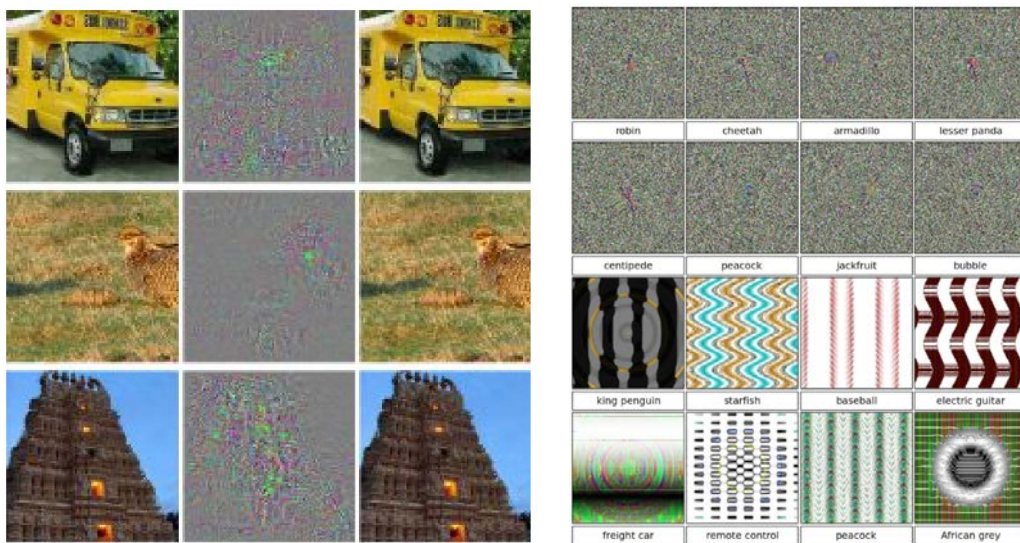 robin cheetah armadillo lesser panda
centipede peacock jackfruit bubble
king penguin starfish baseball electric guitar
freight car remote control peacock African grey